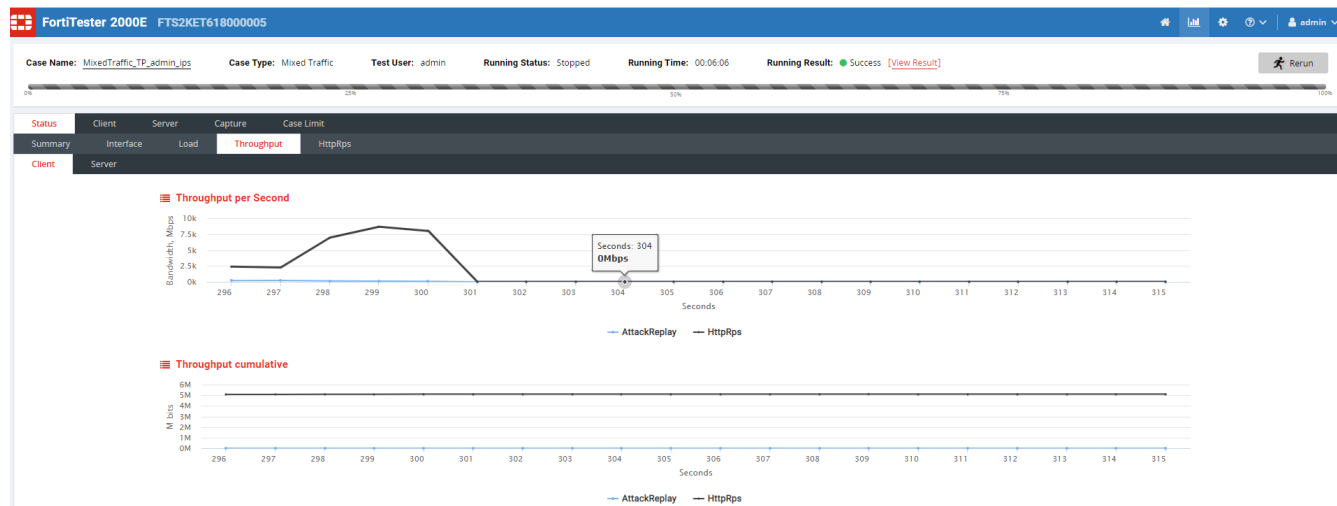 FortiTester 2000E FTS2KET618000005 admin
Case Name: MixedTraffic_TP_admin_ips Case Type: Mixed Traffic Test User: admin Running Status: Stopped Running Time: 00:06:06 Running Result: Success [View Result] Rerun
0% 25% 50% 75% 100%
Status Client Server Capture Case Limit
Summary Interface Load Throughput HttpRps
Client Server
Throughput per Second
Bandwidth, Mbps
10k
7.5k
5k
2.5k
0k
Seconds: 304
0Mbps
296 297 298 299 300 301 302 303 304 305 306 307 308 309 310 311 312 313 314 315
Seconds
AttackReplay HttpRps
Throughput cumulative
M bits
6M
5M
4M
3M
2M
1M
0M
296 297 298 299 300 301 302 303 304 305 306 307 308 309 310 311 312 313 314 315
Seconds
AttackReplay HttpRps